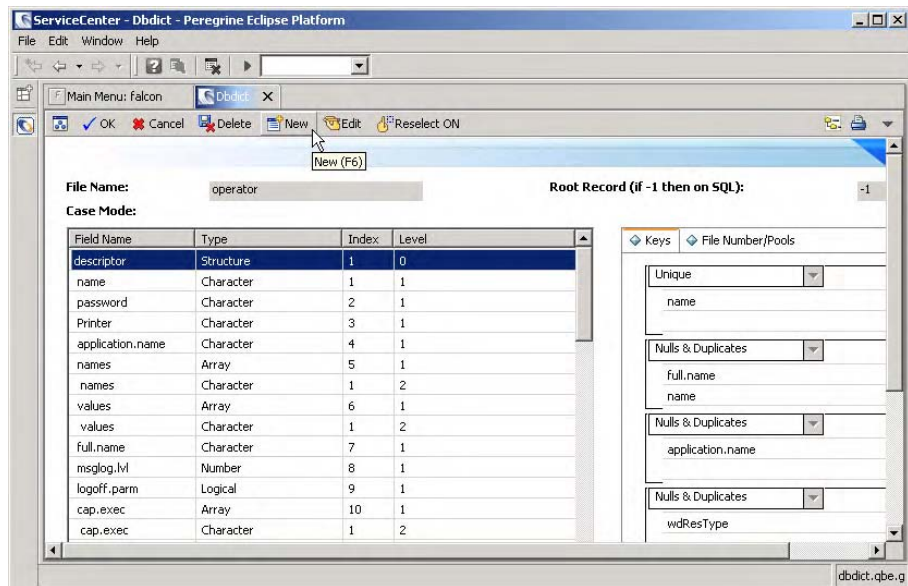 ServiceCenter - Dbdict - Peregrine Eclipse Platform
File Edit Window Help
Main Menu: falcon
Dbdict
OK Cancel Delete New Edit Reselect ON
New (F6)
File Name: operator Root Record (if -1 then on SQL): -1
Case Mode:
Field Name Type Index Level
descriptor Structure 1 0
name Character 1 1
password Character 2 1
Printer Character 3 1
application.name Character 4 1
names Array 5 1
names Character 1 2
values Array 6 1
values Character 1 2
full.name Character 7 1
msglog.lvl Number 8 1
logoff.parm Logical 9 1
cap.exec Array 10 1
cap.exec Character 1 2
Keys File Number/Pools
Unique
name
Nulls & Duplicates
full.name
name
Nulls & Duplicates
application.name
Nulls & Duplicates
wdResType
dbdict.qbe.g